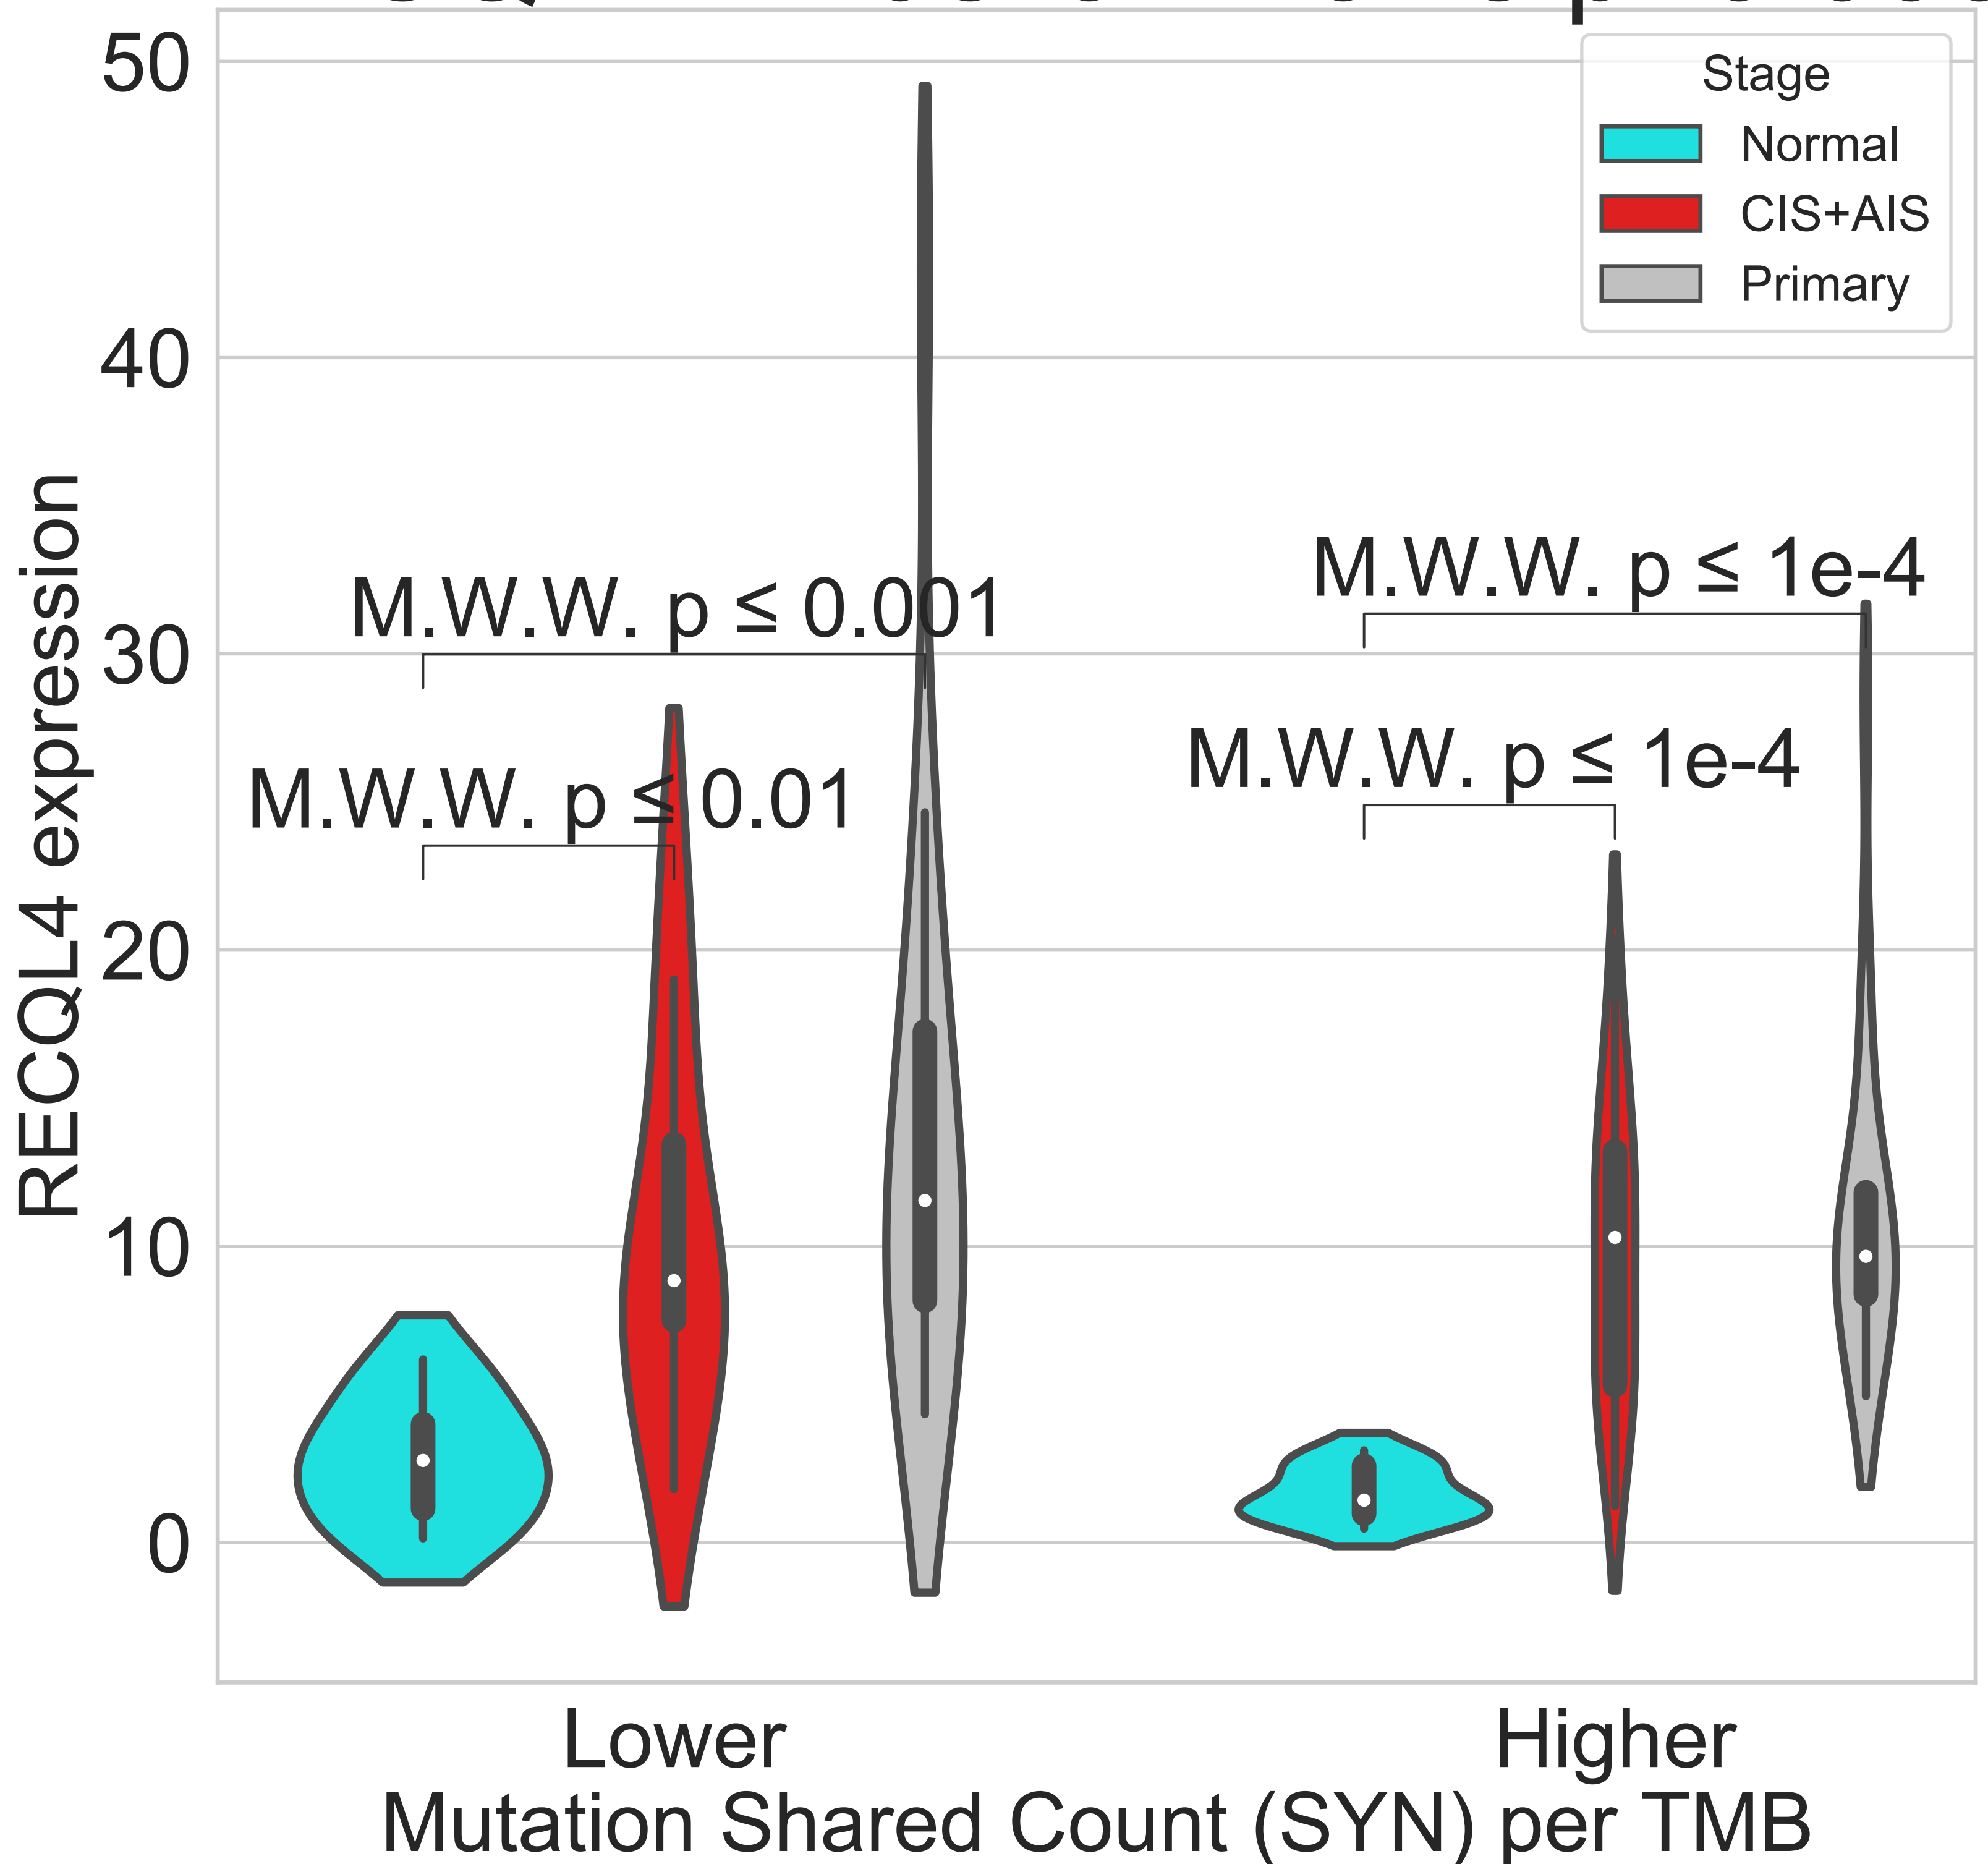 50
40
30
20
10
0
RECQL4 expression
Stage
Normal
CIS+AIS
Primary
M.W.W. p ≤ 0.001
M.W.W. p ≤ 0.01
M.W.W. p ≤ 1e-4
M.W.W. p ≤ 1e-4
Lower
Higher
Mutation Shared Count (SYN) per TMB